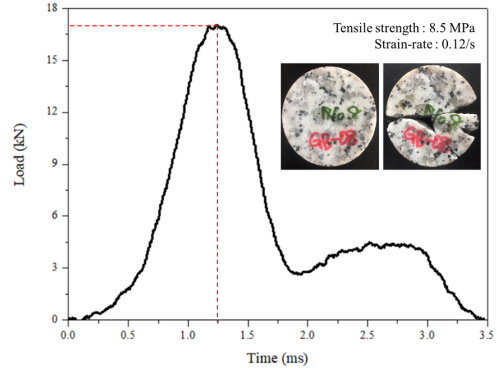 18
15
12
9
6
3
0
Load (kN)
0.0 0.5 1.0 1.5 2.0 2.5 3.0 3.5
Time (ms)
Tensile strength : 8.5 MPa
Strain-rate : 0.12/s
No.8
GB-08
No.8
GB-08